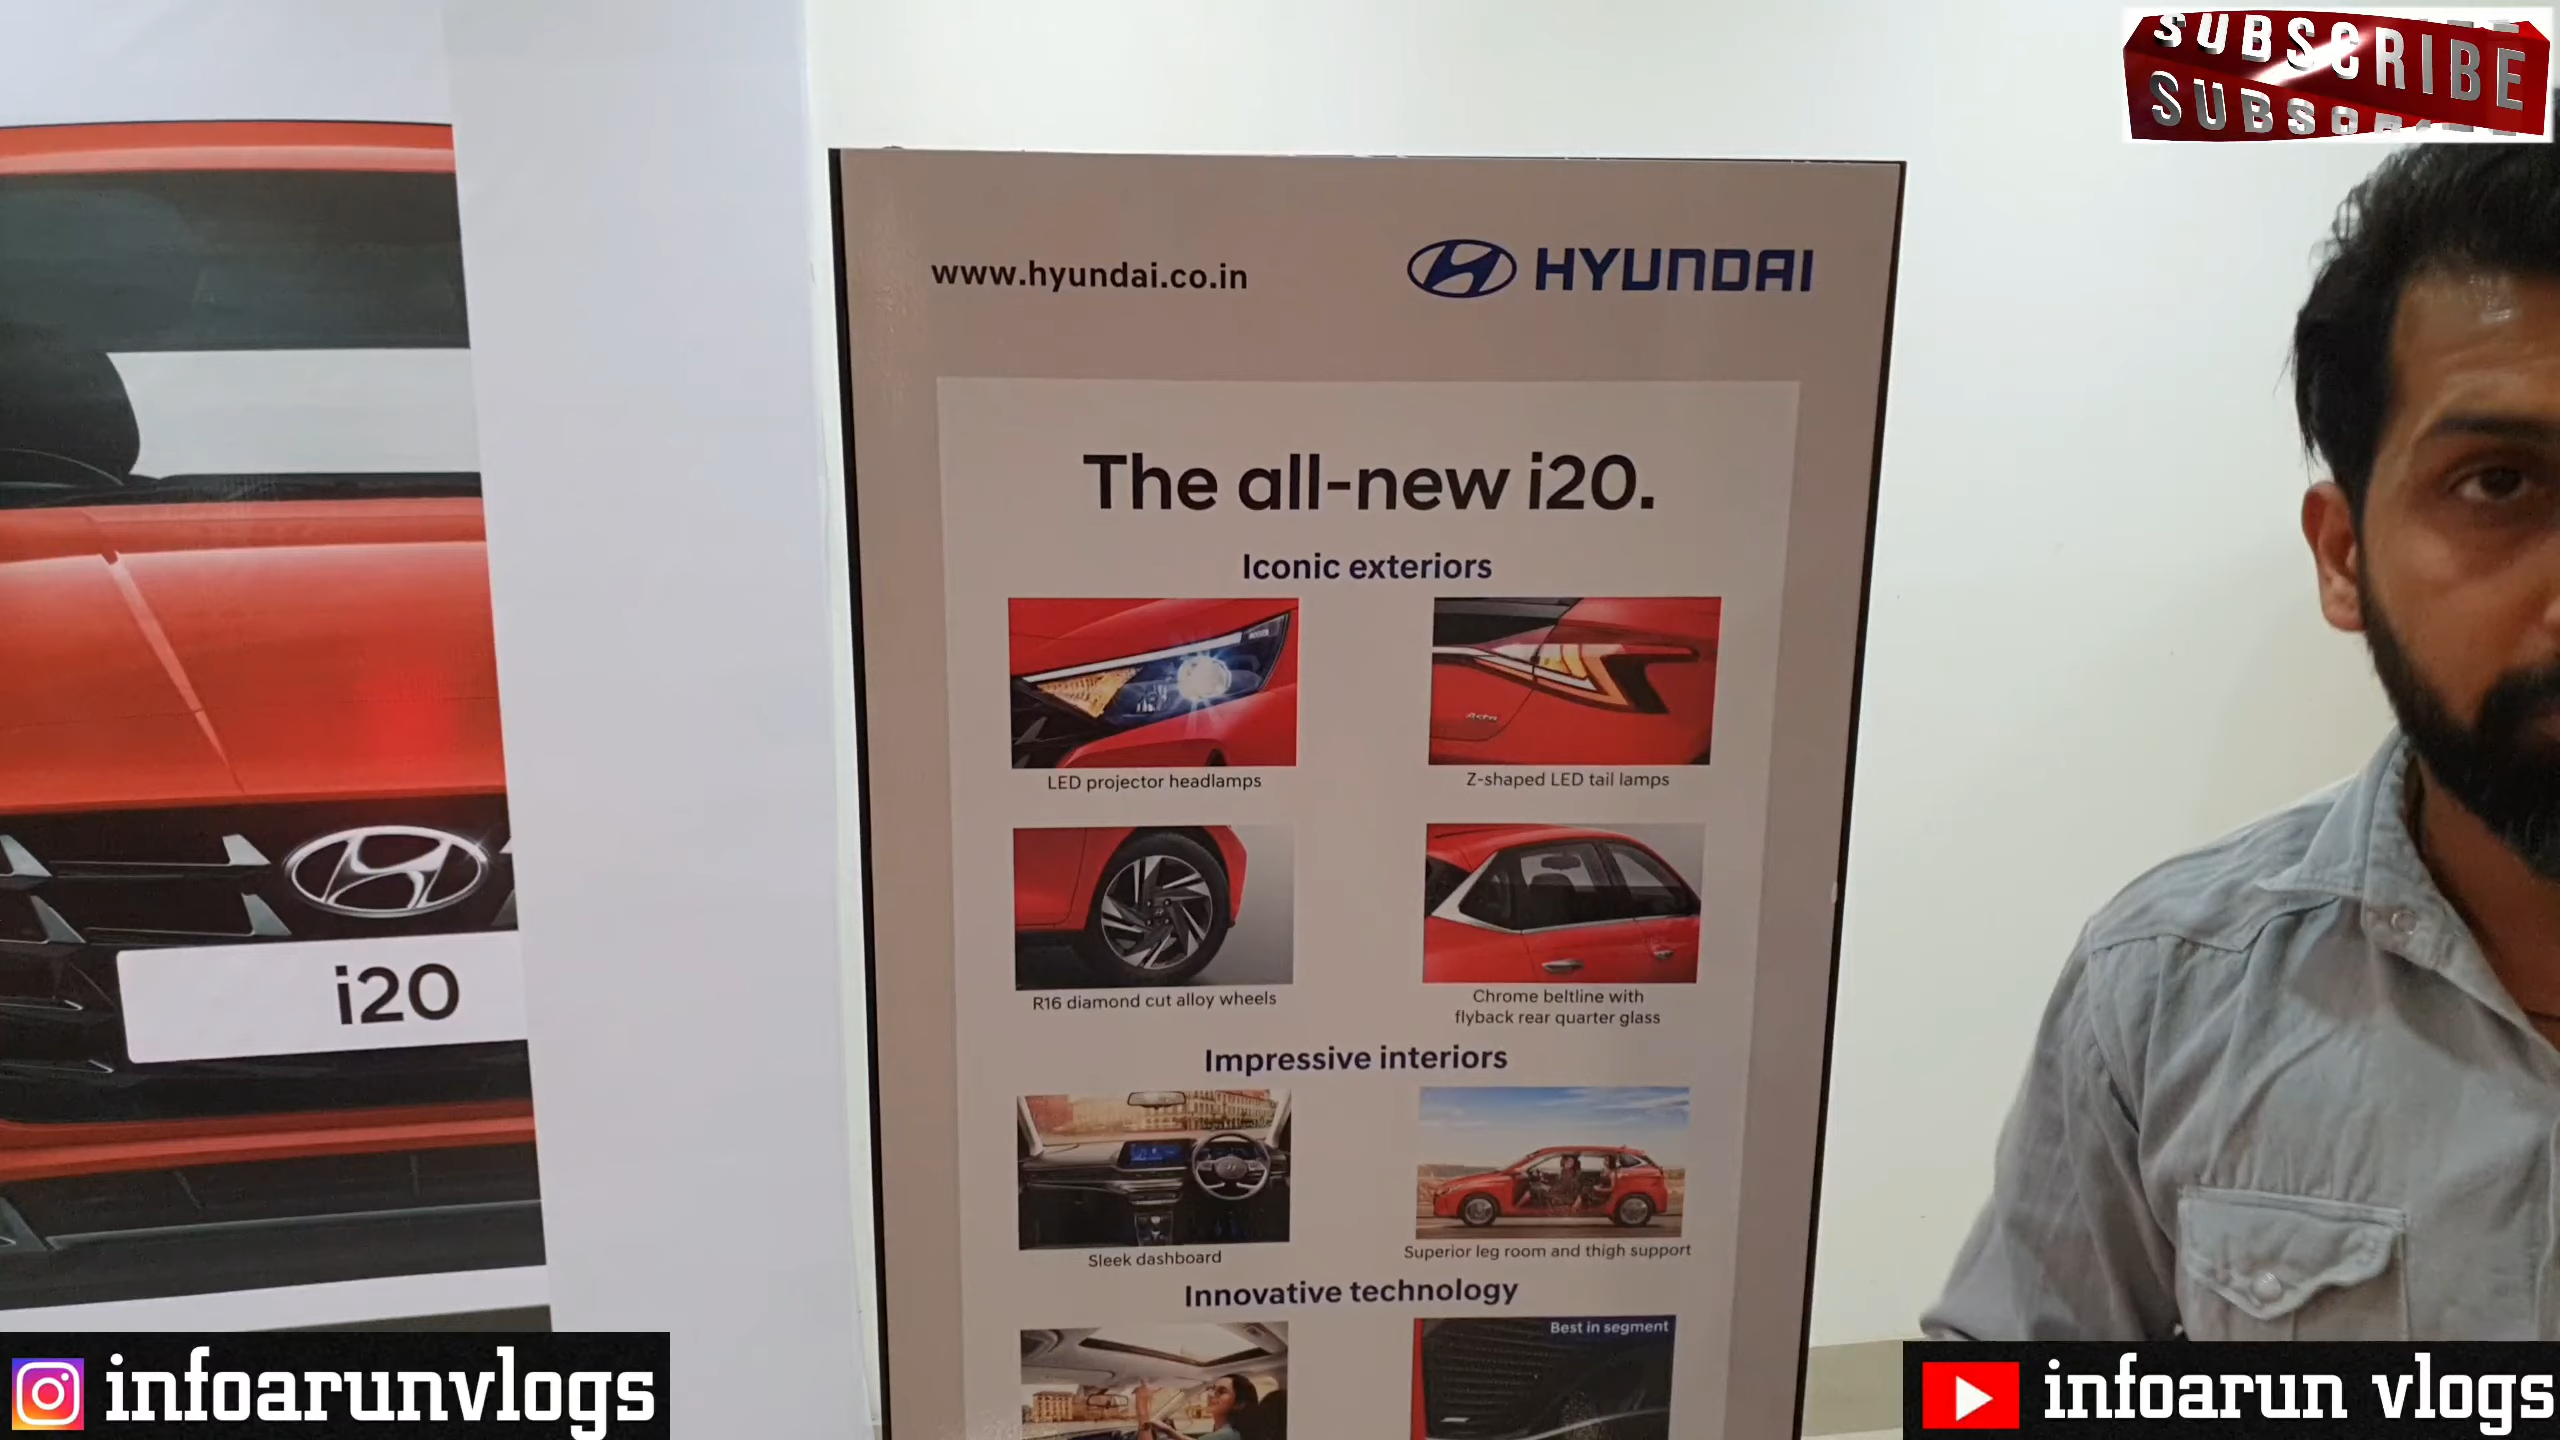 SUBSCRIBE
SUBSCRIBE
www.hyundai.co.in
HYUNDAI
The all-new i20.
Iconic exteriors
LED projector headlamps
Z-shaped LED tail lamps
R16 diamond cut alloy wheels
Chrome beltline with
flyback rear quarter glass
i20
Impressive interiors
Sleek dashboard
Superior leg room and thigh support
Innovative technology
Best in segment
infoarunvlogs
infoarun vlogs